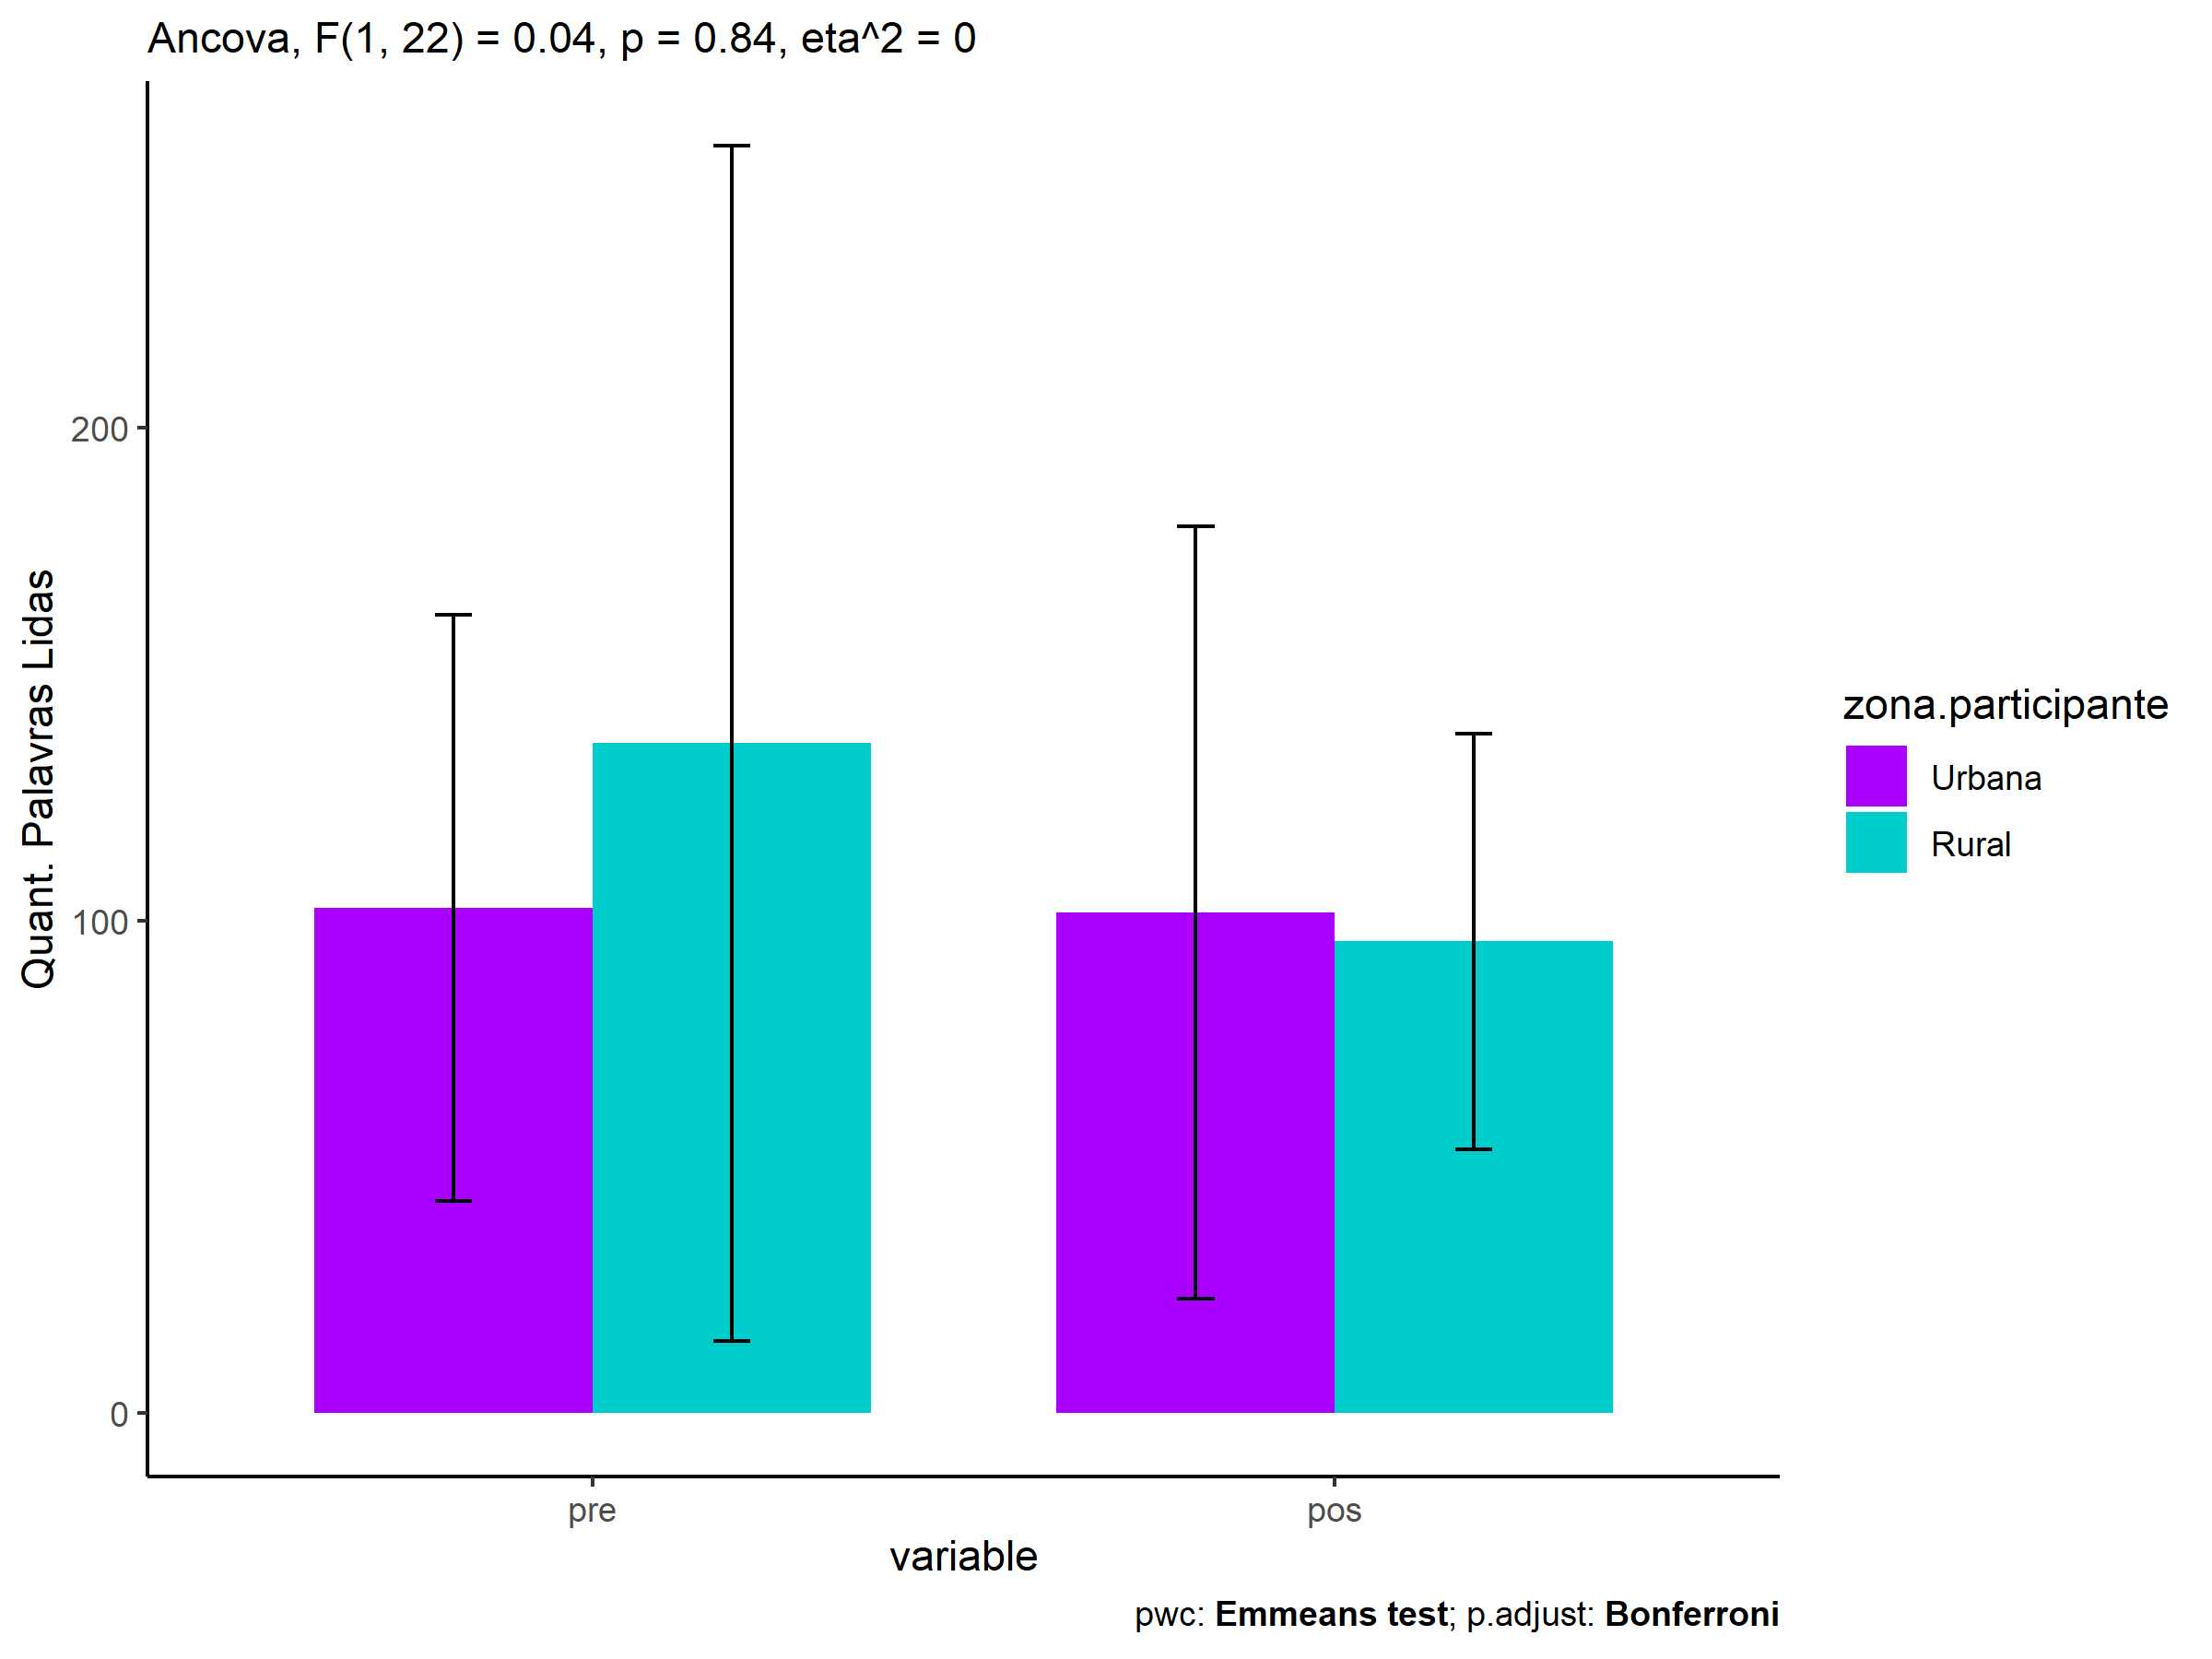 Ancova, F(1, 22) = 0.04, p = 0.84, eta^2 = 0
Quant. Palavras Lidas
200
100
0
pre
pos
variable
zona.participante
Urbana
Rural
pwc: Emmeans test; p.adjust: Bonferroni